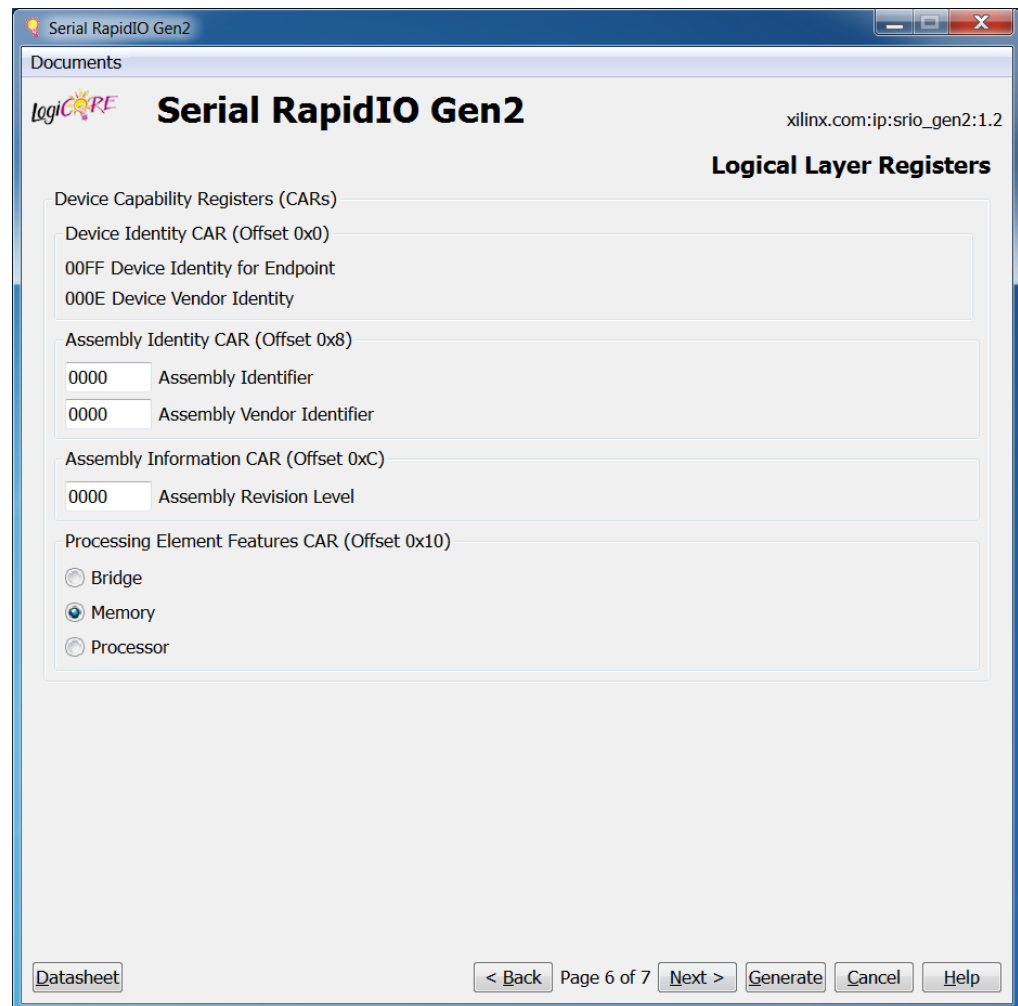 Serial RapidIO Gen2
Documents
LogiCORE
Serial RapidIO Gen2
xilinx.com:ip:srio_gen2:1.2
Logical Layer Registers
Device Capability Registers (CARs)
Device Identity CAR (Offset 0x0)
00FF Device Identity for Endpoint
000E Device Vendor Identity
Assembly Identity CAR (Offset 0x8)
0000 Assembly Identifier
0000 Assembly Vendor Identifier
Assembly Information CAR (Offset 0xC)
0000 Assembly Revision Level
Processing Element Features CAR (Offset 0x10)
Bridge
Memory
Processor
Datasheet < Back Page 6 of 7 Next > Generate Cancel Help